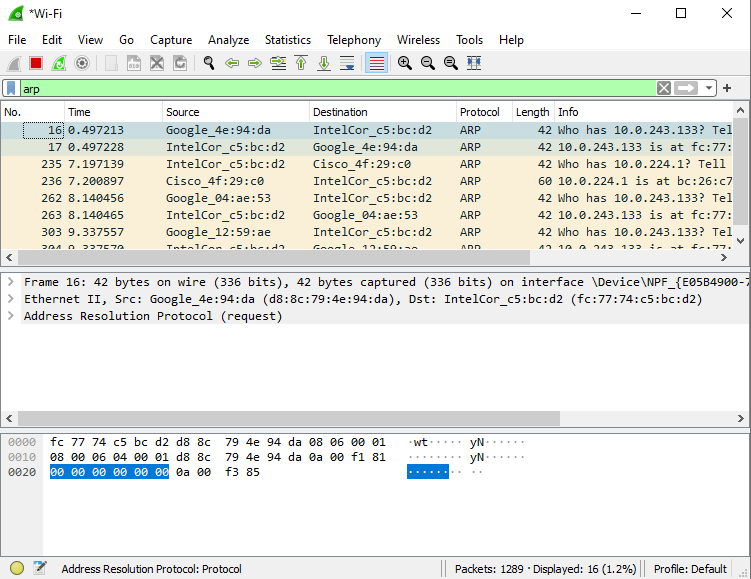 *Wi-Fi
File Edit View Go Capture Analyze Statistics Telephony Wireless Tools Help
arp
No. Time Source Destination Protocol Length Info
16 0.497213 Google_4e:94:da IntelCor_c5:bc:d2 ARP 42 Who has 10.0.243.133? Tel
17 0.497228 IntelCor_c5:bc:d2 Google_4e:94:da ARP 42 10.0.243.133 is at fc:77:
235 7.197139 IntelCor_c5:bc:d2 Cisco_4f:29:c0 ARP 42 Who has 10.0.224.1? Tell
236 7.200897 Cisco_4f:29:c0 IntelCor_c5:bc:d2 ARP 60 10.0.224.1 is at bc:26:c7
262 8.140456 Google_04:ae:53 IntelCor_c5:bc:d2 ARP 42 Who has 10.0.243.133? Tel
263 8.140465 IntelCor_c5:bc:d2 Google_04:ae:53 ARP 42 10.0.243.133 is at fc:77:
303 9.337557 Google_12:59:ae IntelCor_c5:bc:d2 ARP 42 Who has 10.0.243.133? Tel
304 9.337570 IntelCor_c5:bc:d2 Google_12:59:ae ARP 42 10.0.243.133 is at fc:77:
Frame 16: 42 bytes on wire (336 bits), 42 bytes captured (336 bits) on interface \Device\NPF_{E05B4900-7
Ethernet II, Src: Google_4e:94:da (d8:8c:79:4e:94:da), Dst: IntelCor_c5:bc:d2 (fc:77:74:c5:bc:d2)
Address Resolution Protocol (request)
0000 fc 77 74 c5 bc d2 d8 8c 79 4e 94 da 08 06 00 01 ·wt····· yN······
0010 08 00 06 04 00 01 d8 8c 79 4e 94 da 0a 00 f1 81 ········ yN······
0020 00 00 00 00 00 00 0a 00 f3 85 ········ ··
Address Resolution Protocol: Protocol Packets: 1289 · Displayed: 16 (1.2%) Profile: Default